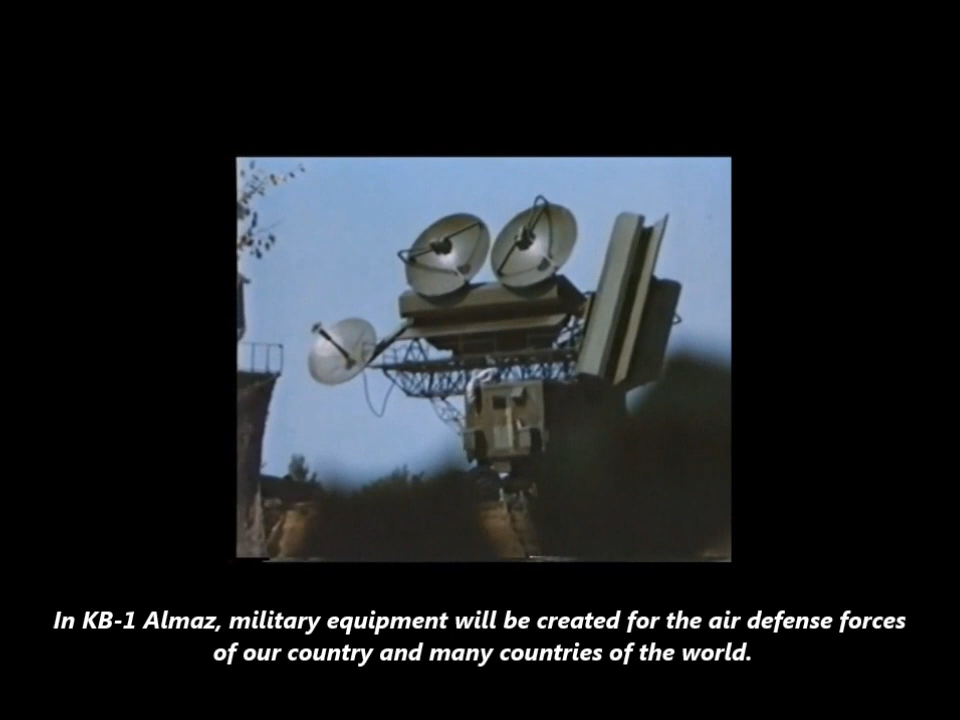 In KB-1 Almaz, military equipment will be created for the air defense forces
of our country and many countries of the world.